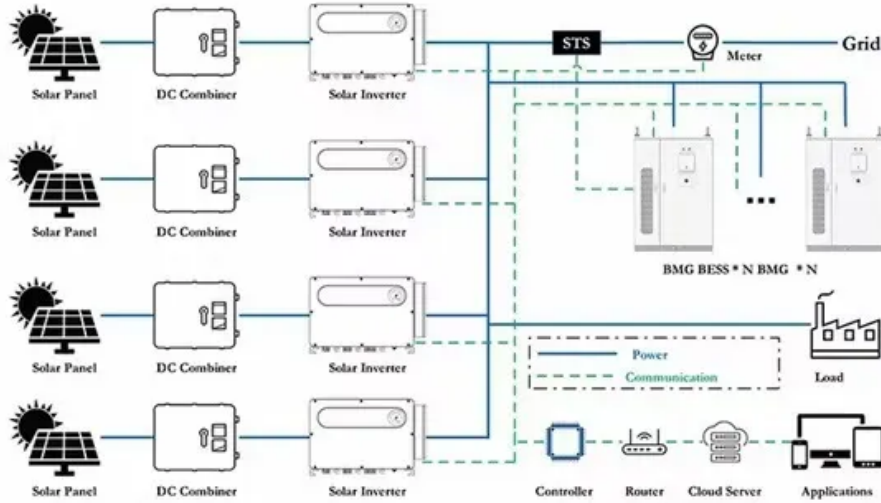 STS
Meter
Grid
Solar Panel
DC Combiner
Solar Inverter
Solar Panel
DC Combiner
Solar Inverter
BMG BESS * N BMG * N
Solar Panel
DC Combiner
Solar Inverter
Power
Communication
Load
Solar Panel
DC Combiner
Solar Inverter
Controller
Router
Cloud Server
Applications